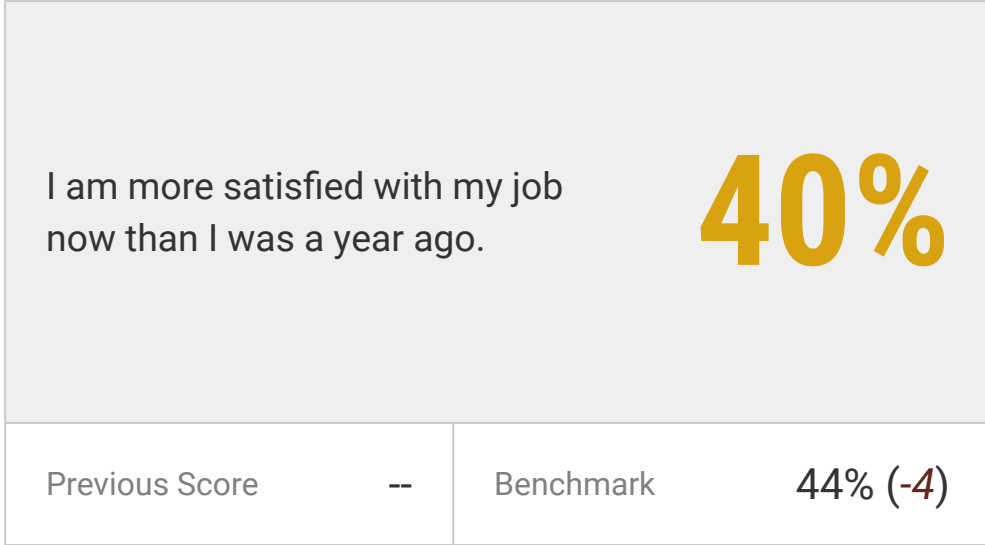 I am more satisfied with my job
now than I was a year ago.
40%
Previous Score --
Benchmark 44% (-4)